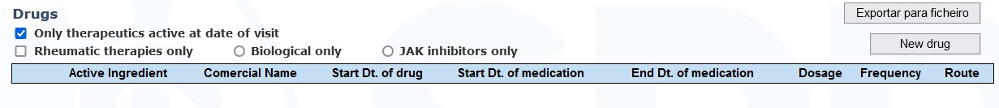 Drugs
Exportar para ficheiro
Only therapeutics active at date of visit
New drug
Rheumatic therapies only Biological only JAK inhibitors only
Active Ingredient Comercial Name Start Dt. of drug Start Dt. of medication End Dt. of medication Dosage Frequency Route